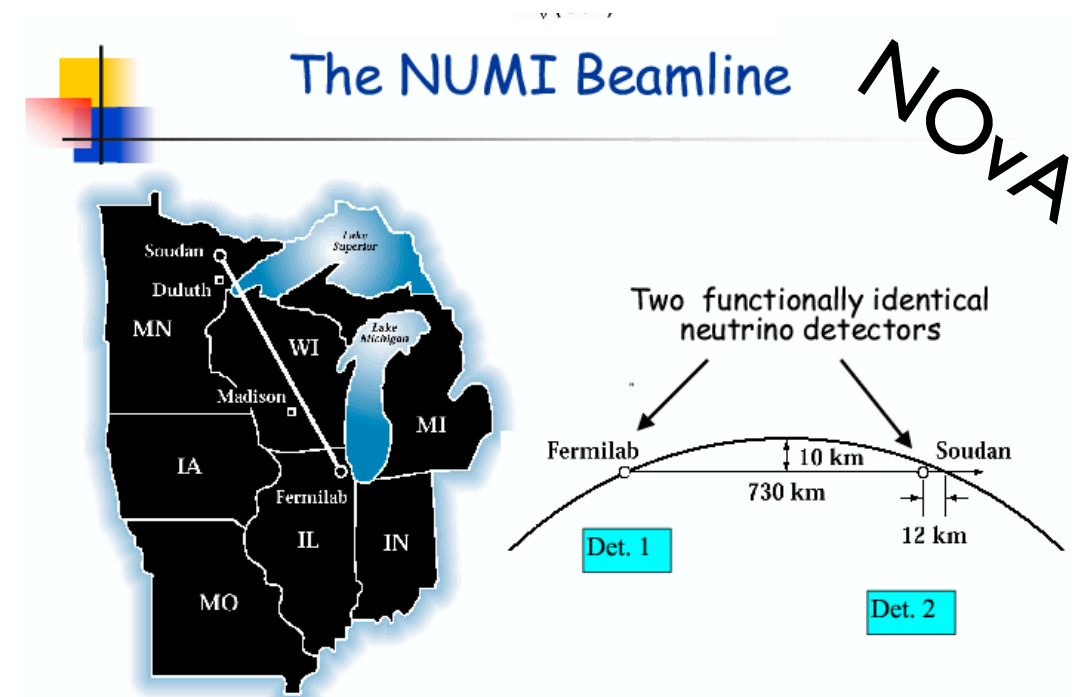 The NUMI Beamline
NOvA
Soudan
Lake
Superior
Duluth
MN
WI
Lake
Michigan
Madison
MI
IA
Fermilab
IL
IN
MO
Two functionally identical
neutrino detectors
Fermilab
Soudan
10 km
730 km
12 km
Det. 1
Det. 2